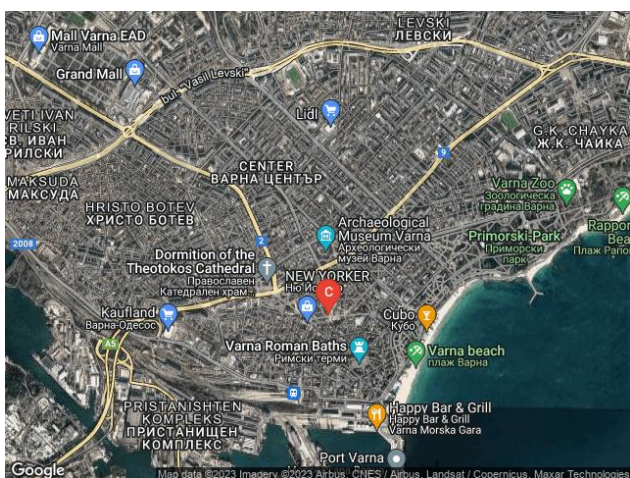 LEVSKI
ЛЕВСКИ
Mall Varna EAD
Varna Mall
Grand Mall
bul. "Vasil Levski"
Lidl
9
G.K. CHAYKA
Ж.К. ЧАЙКА
VETI IVAN
RILSKI
СВ. ИВАН
РИЛСКИ
CENTER
ВАРНА ЦЕНТЪР
MAKSUDA
МАКСУДА
Varna Zoo
Зоологическа
градина Варна
HRISTO BOTEV
ХРИСТО БОТЕВ
Archaeological
Museum Varna
Археологически
музей Варна
Primorski Park
Приморски
парк
Rappon
Bea
Плаж Рапо
2008
2
Dormition of the
Theotokos Cathedral
Православен
Катедрален храм...
NEW YORKER
Ню Йо
C
Kaufland
Варна-Одесос
Cubo
Кубо
A5
Varna Roman Baths
Римски терми
Varna beach
плаж Варна
PRISTANISHTEN
KOMPLEKS
ПРИСТАНИЩЕН
КОМПЛЕКС
Happy Bar & Grill
Happy Bar & Grill
Varna Morska Gara
Port Varna
Google
Map data ©2023 Imagery ©2023 Airbus, CNES / Airbus, Landsat / Copernicus, Maxar Technologies